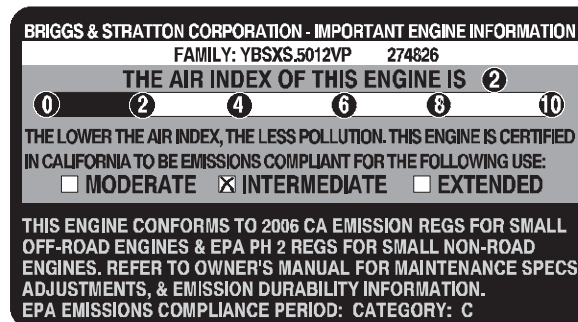 BRIGGS & STRATTON CORPORATION - IMPORTANT ENGINE INFORMATION
FAMILY: YBSXS.5012VP 274826
THE AIR INDEX OF THIS ENGINE IS 2
0 2 4 6 8 10
THE LOWER THE AIR INDEX, THE LESS POLLUTION. THIS ENGINE IS CERTIFIED
IN CALIFORNIA TO BE EMISSIONS COMPLIANT FOR THE FOLLOWING USE:
MODERATE INTERMEDIATE EXTENDED
THIS ENGINE CONFORMS TO 2006 CA EMISSION REGS FOR SMALL
OFF-ROAD ENGINES & EPA PH 2 REGS FOR SMALL NON-ROAD
ENGINES. REFER TO OWNER'S MANUAL FOR MAINTENANCE SPECS
ADJUSTMENTS, & EMISSION DURABILITY INFORMATION.
EPA EMISSIONS COMPLIANCE PERIOD: CATEGORY: C